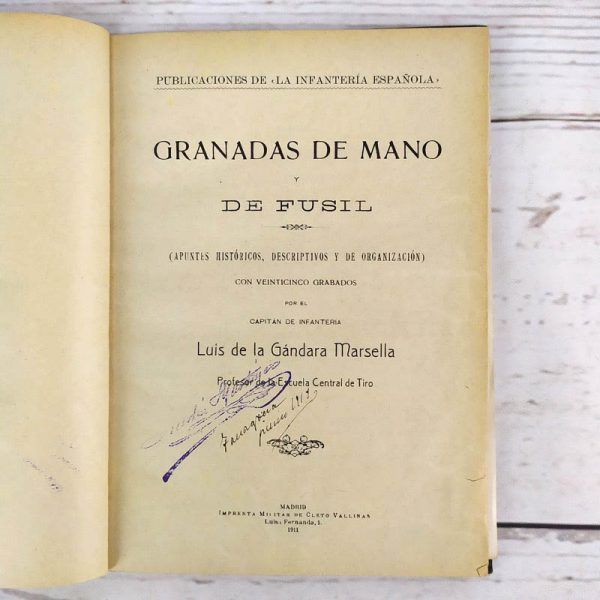 PUBLICACIONES DE «LA INFANTERÍA ESPAÑOLA»
GRANADAS DE MANO
Y
DE FUSIL
(APUNTES HISTÓRICOS, DESCRIPTIVOS Y DE ORGANIZACIÓN)
CON VEINTICINCO GRABADOS
POR EL
CAPITÁN DE INFANTERÍA
Luis de la Gándara Marsella
Profesor de la Escuela Central de Tiro
MADRID
IMPRENTA MILITAR DE CLETO VALLINAS
Luisa Fernanda, 5.
1911